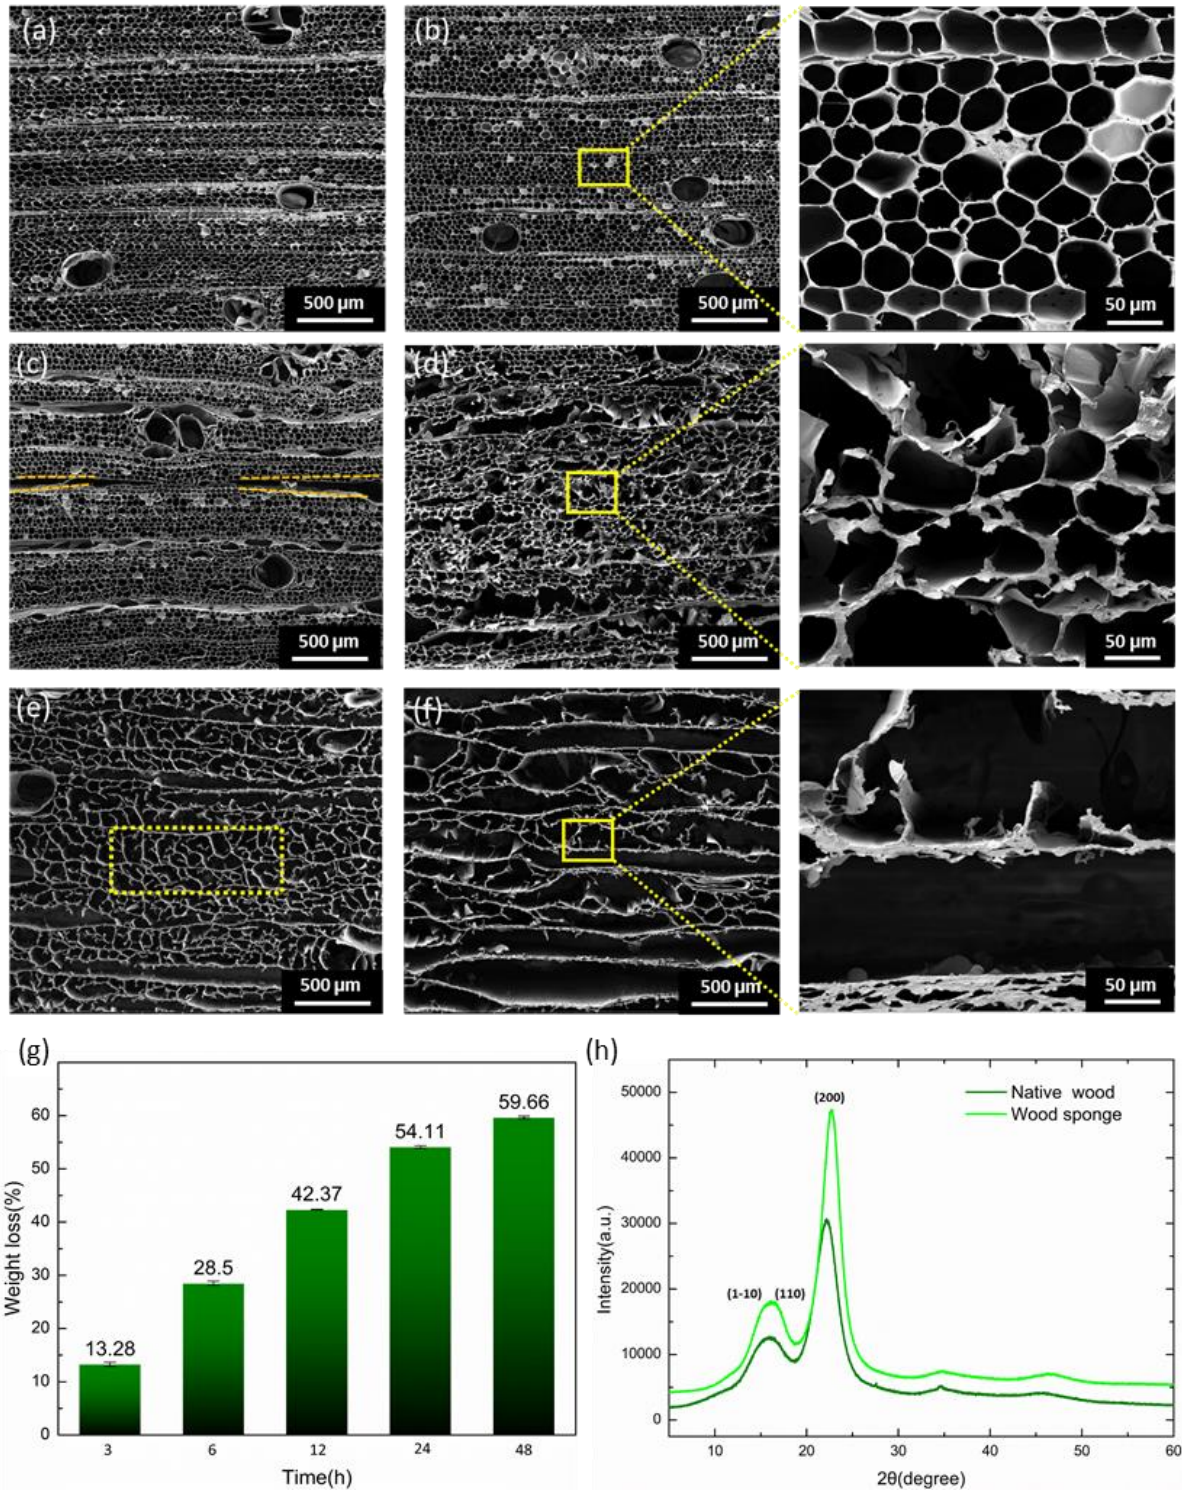 (a)
500 µm
(b)
500 µm
50 µm
(c)
500 µm
(d)
500 µm
50 µm
(e)
500 µm
(f)
500 µm
50 µm
(g)
Weight loss(%)
60
50
40
30
20
10
0
13.28
28.5
42.37
54.11
59.66
3
6
12
24
48
Time(h)
(h)
Intensity(a.u.)
50000
40000
30000
20000
10000
0
Native wood
Wood sponge
(200)
(1-10)
(110)
10
20
30
40
50
60
2θ(degree)